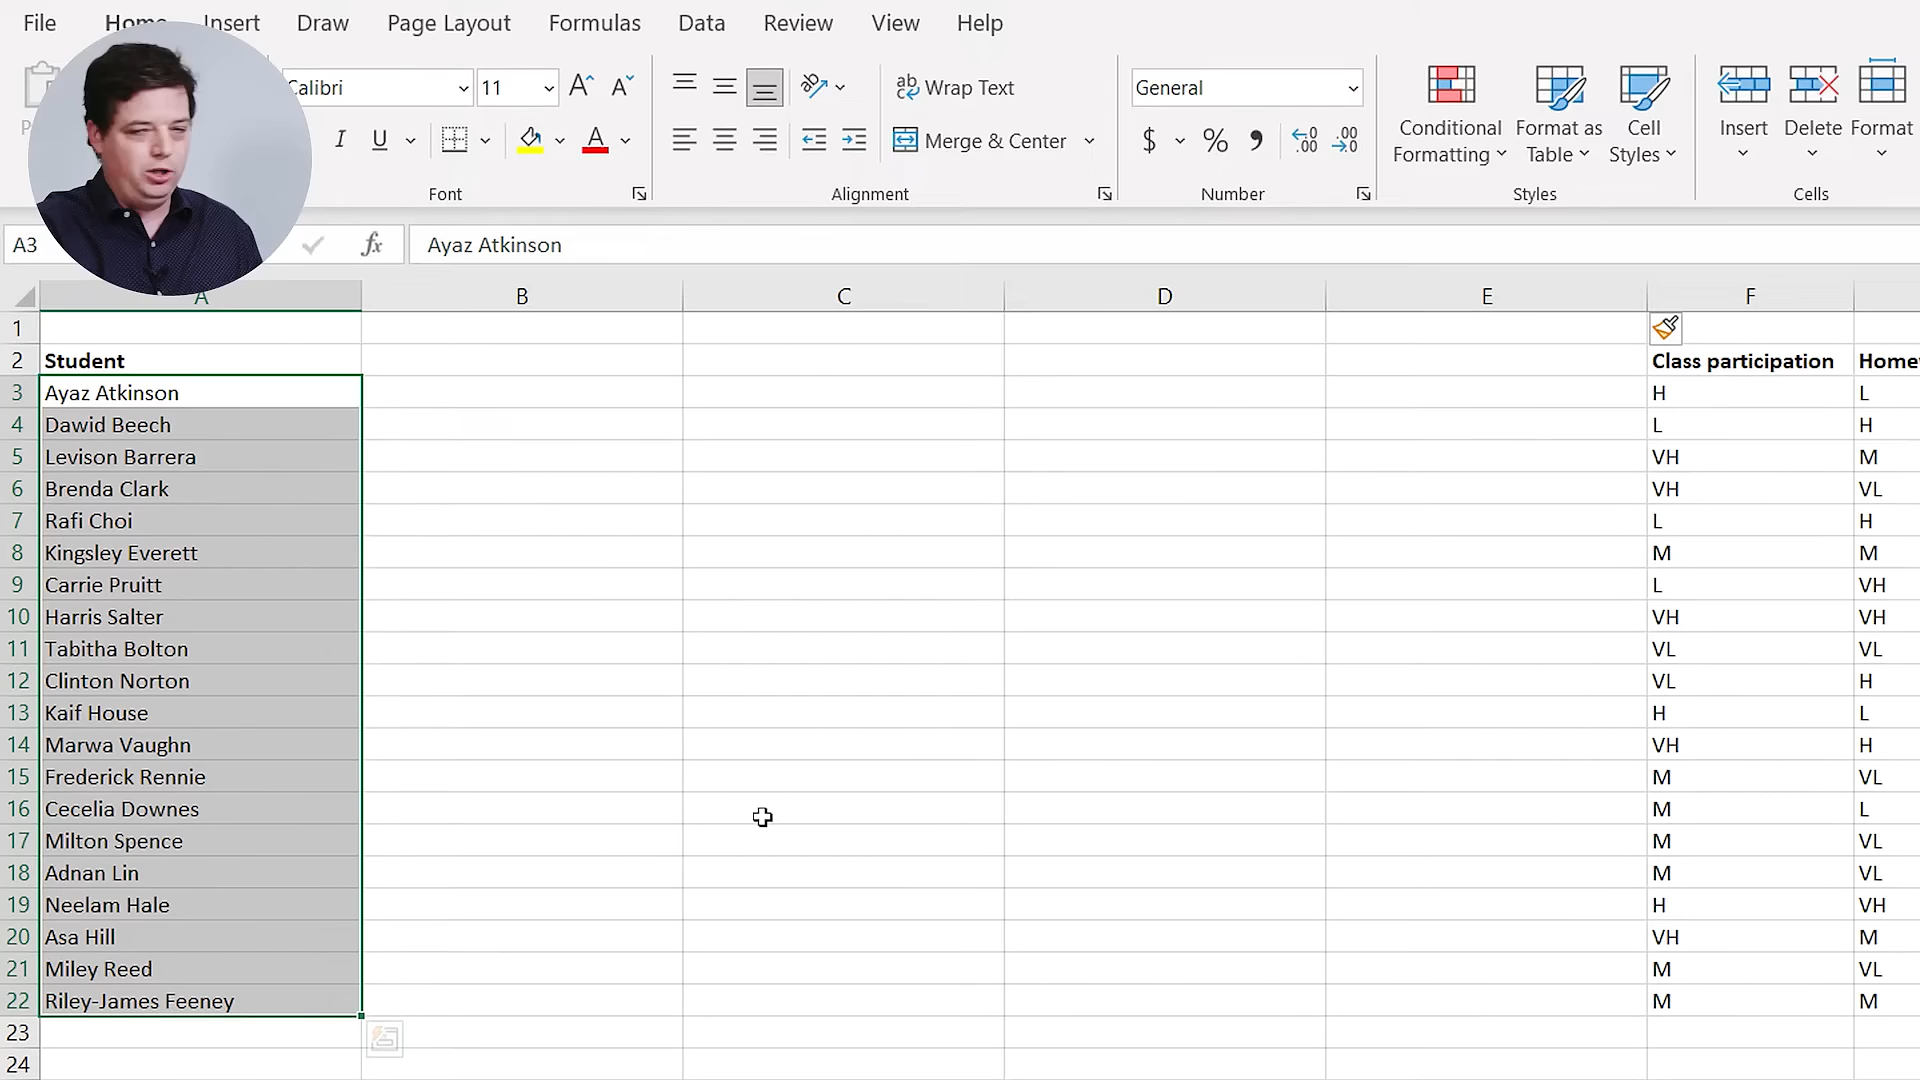 File Home Insert Draw Page Layout Formulas Data Review View Help
Calibri 11 A A ab Wrap Text General
Conditional Formatting Format as Table Cell Styles Insert Delete Format
I U A Merge & Center $ % 9 .00 .00
Font Alignment Number Styles Cells
A3 fx Ayaz Atkinson
A B C D E F
1
2 Student Class participation
3 Ayaz Atkinson H L
4 Dawid Beech L H
5 Levison Barrera VH M
6 Brenda Clark VH VL
7 Rafi Choi L H
8 Kingsley Everett M M
9 Carrie Pruitt L VH
10 Harris Salter VH VH
11 Tabitha Bolton VL VL
12 Clinton Norton VL H
13 Kaif House H L
14 Marwa Vaughn VH H
15 Frederick Rennie M VL
16 Cecelia Downes M L
17 Milton Spence M VL
18 Adnan Lin M VL
19 Neelam Hale H VH
20 Asa Hill VH M
21 Miley Reed M VL
22 Riley-James Feeney M M
23
24